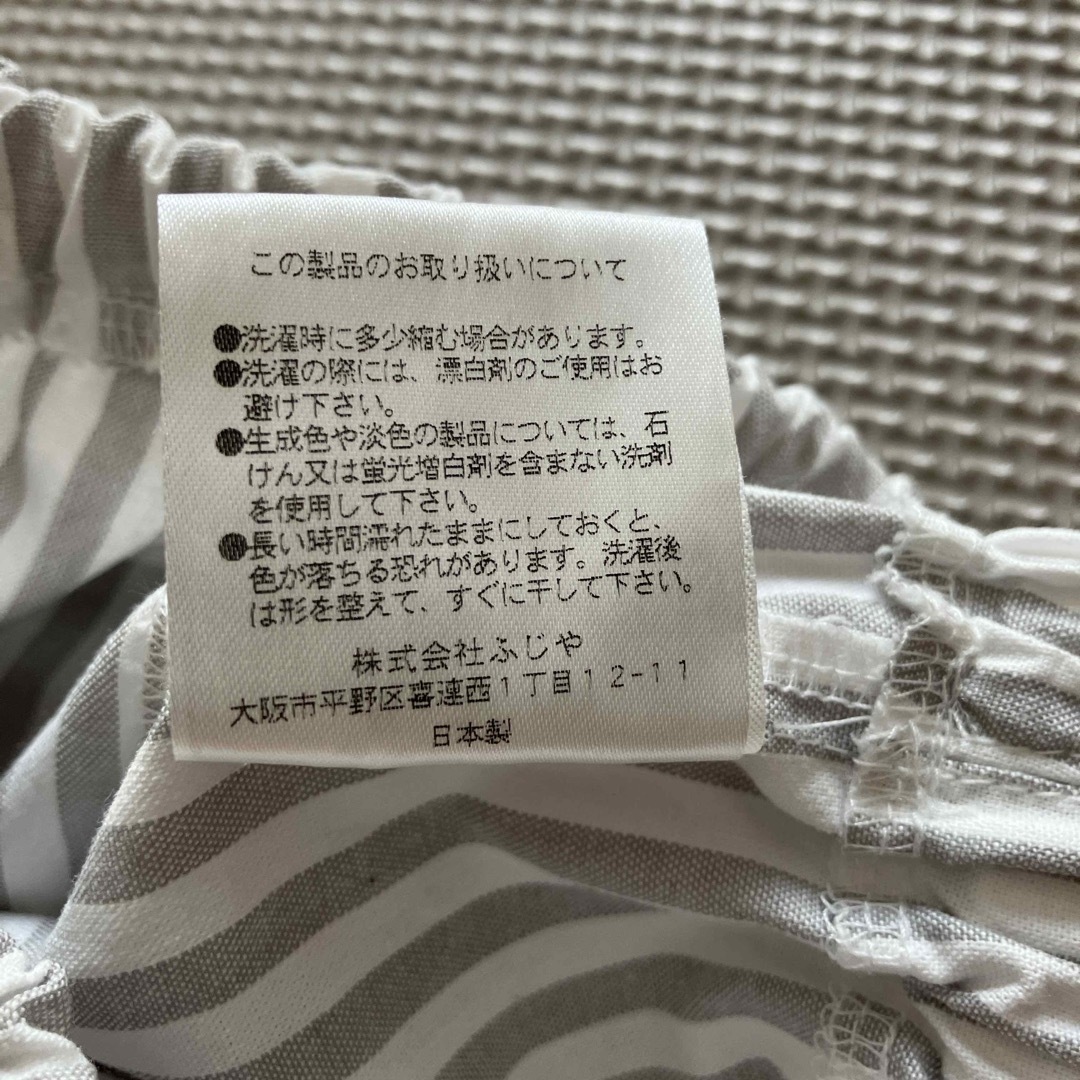 この製品のお取り扱いについて
●洗濯時に多少縮む場合があります。
●洗濯の際には、漂白剤のご使用はお
避け下さい。
●生成色や淡色の製品については、石
けん又は蛍光増白剤を含まない洗剤
を使用して下さい。
●長い時間濡れたままにしておくと、
色が落ちる恐れがあります。洗濯後
は形を整えて、すぐに干して下さい。
株式会社ふじや
大阪市平野区喜連西1丁目12-11
日本製